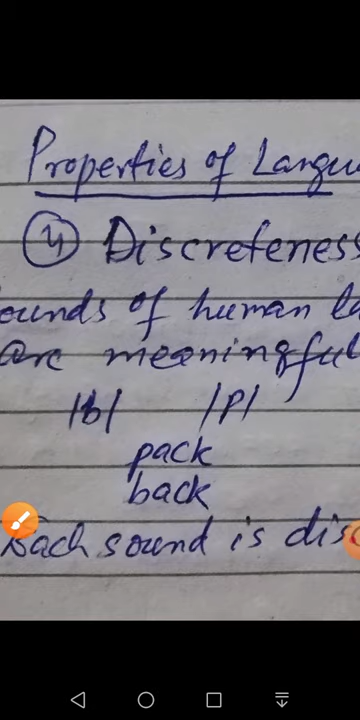 Properties of Langu
4 Discreteness
ounds of human la
are meaningful
/b/ /p/
pack
back
Each sound is dis